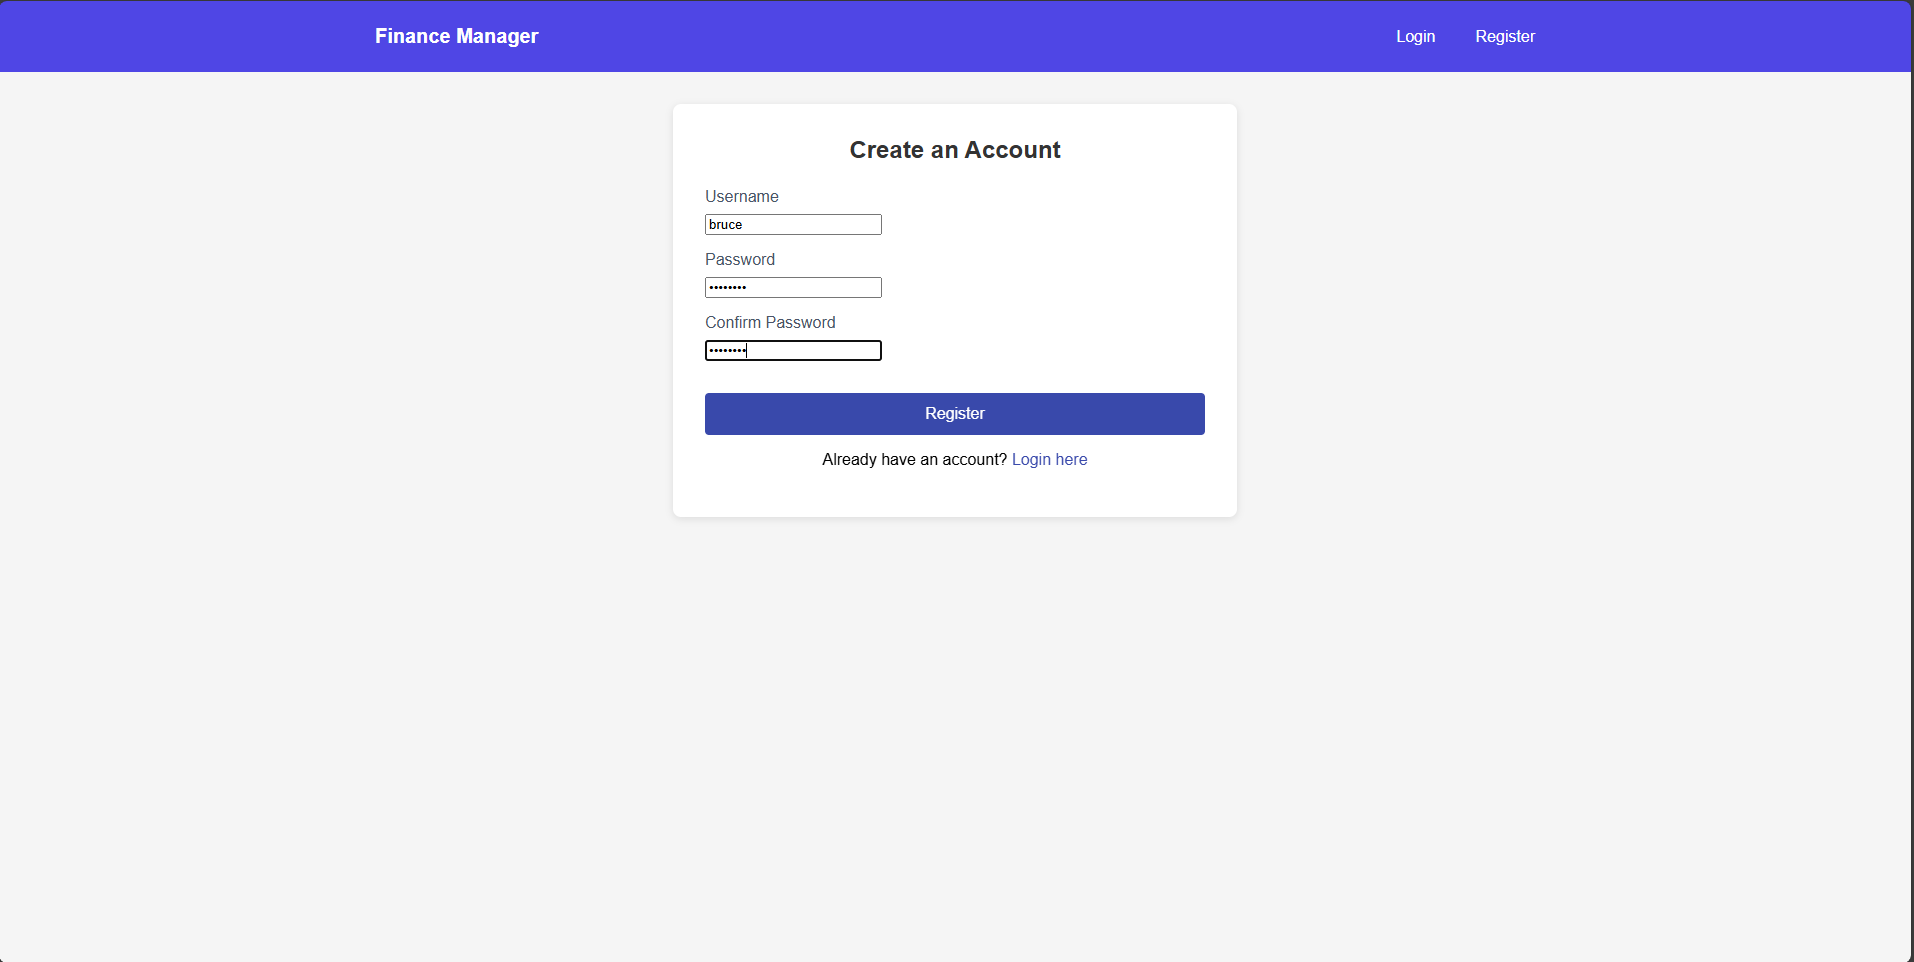 Finance Manager
Login
Register
Create an Account
Username
bruce
Password
••••••••
Confirm Password
••••••••
Register
Already have an account? Login here